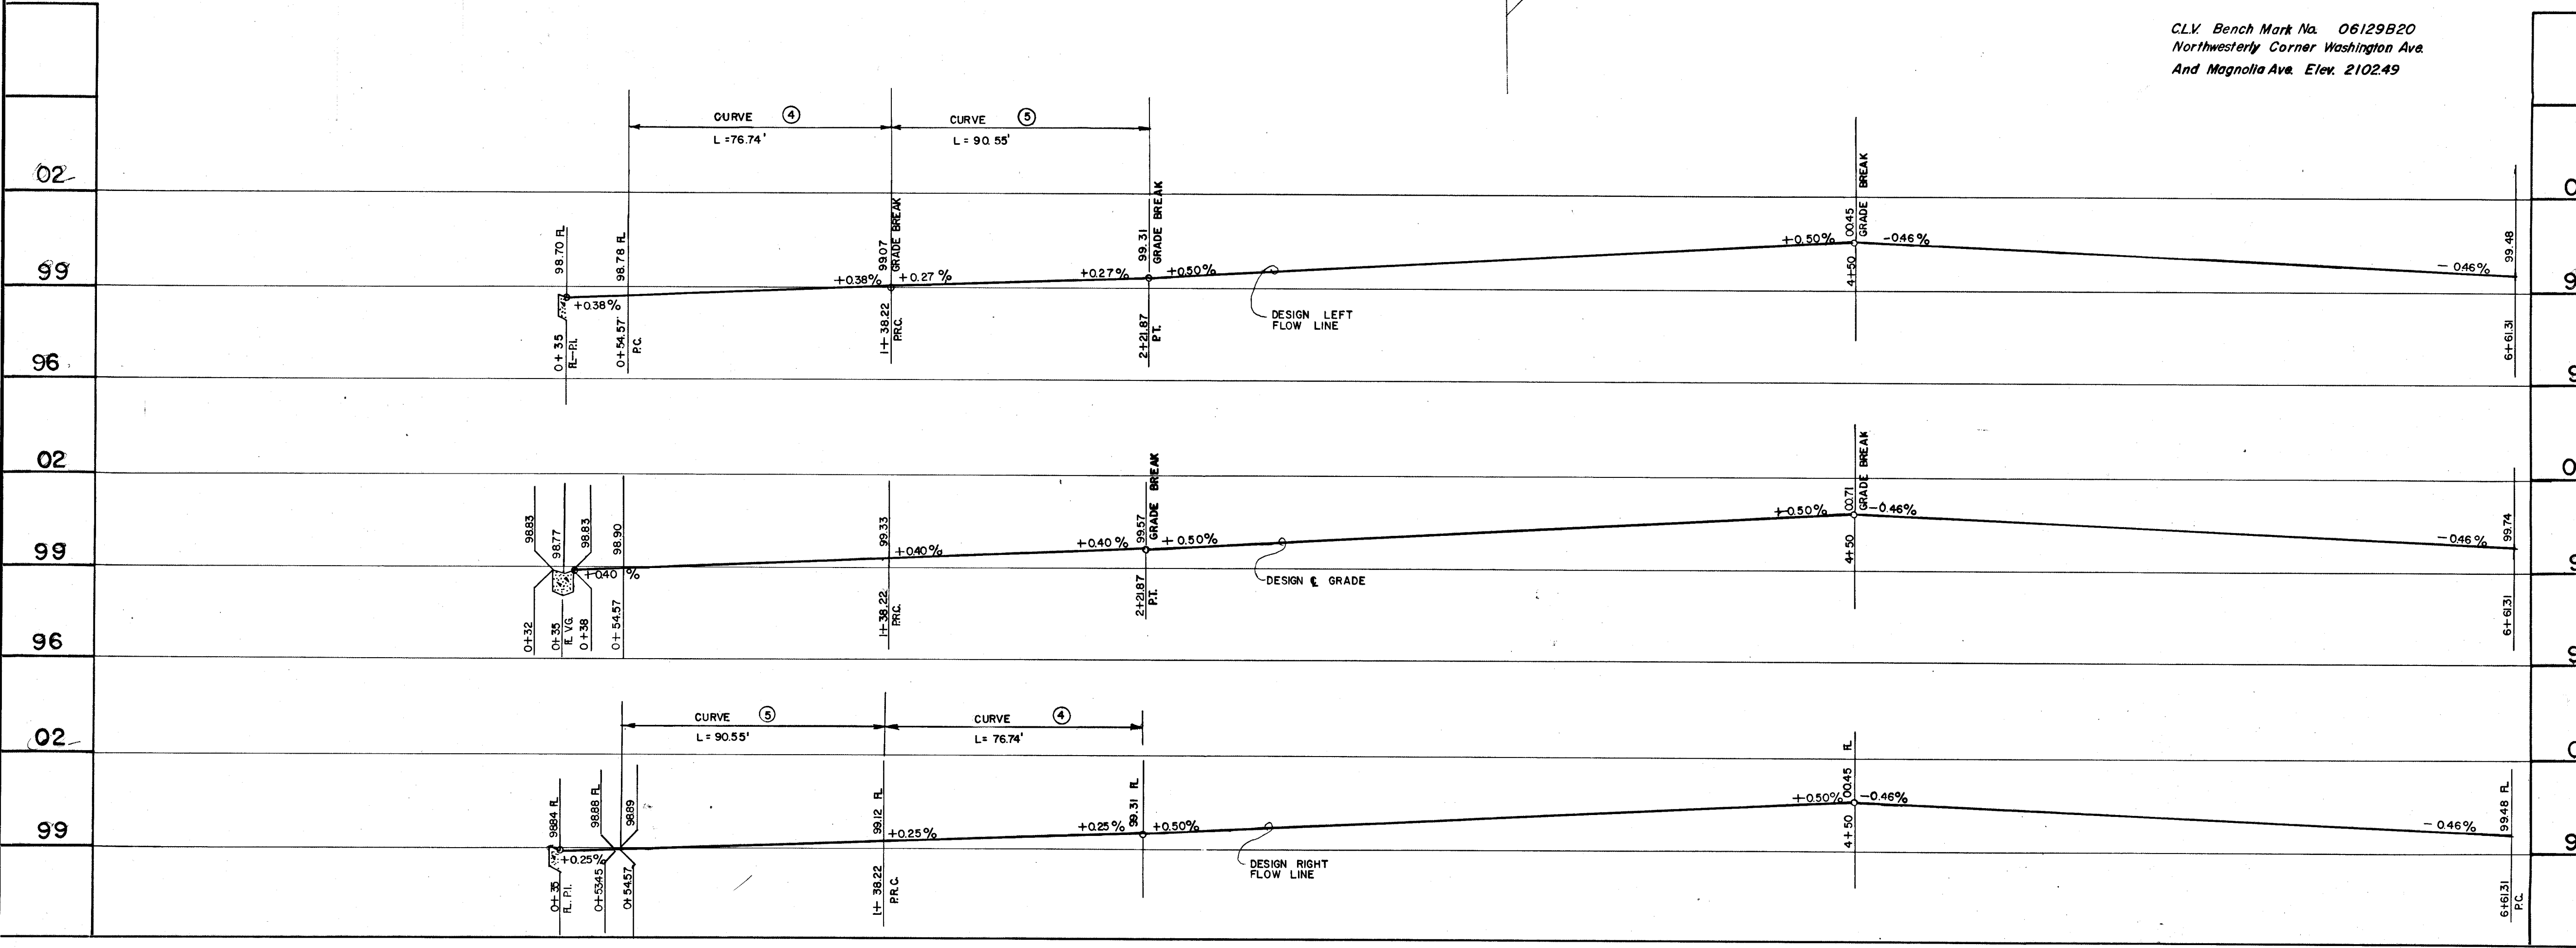 C.L.V. Bench Mark No. 06129B20
Northwesterly Corner Washington Ave.
And Magnolia Ave. Elev. 2102.49
CURVE 4
L = 76.74'
CURVE 5
L = 90.55'
02
99
96
98.70 FL
98.78 FL
99.07
GRADE BREAK
99.31
GRADE BREAK
00.45
GRADE BREAK
99.48
+0.38%
+0.38%
+0.27 %
+0.27%
+0.50%
+0.50%
-0.46%
- 0.46%
DESIGN LEFT
FLOW LINE
0+35
FL-P.I.
0+54.57
P.C.
1+38.22
P.R.C.
2+21.87
P.T.
4+50
6+61.31
02
99
96
98.83
98.77
98.83
98.90
99.33
99.57
GRADE BREAK
00.71
GRADE BREAK
99.74
+0.40 %
+0.40%
+0.40 %
+ 0.50%
+0.50%
-0.46%
-0.46%
DESIGN ℄ GRADE
0+32
0+35
FL V.G.
0+38
0+54.57
1+38.22
P.R.C.
2+21.87
P.T.
4+50
6+61.31
CURVE 5
L = 90.55'
CURVE 4
L = 76.74'
02
99
98.84 FL
98.88 FL
98.89
99.12 FL
99.31 FL
00.45 FL
99.48 FL
+0.25%
+0.25%
+0.25%
+0.50%
+0.50%
-0.46%
- 0.46%
DESIGN RIGHT
FLOW LINE
0+35
FL. P.I.
0+53.45
0+54.57
1+38.22
P.R.C.
4+50
6+61.31
P.C.